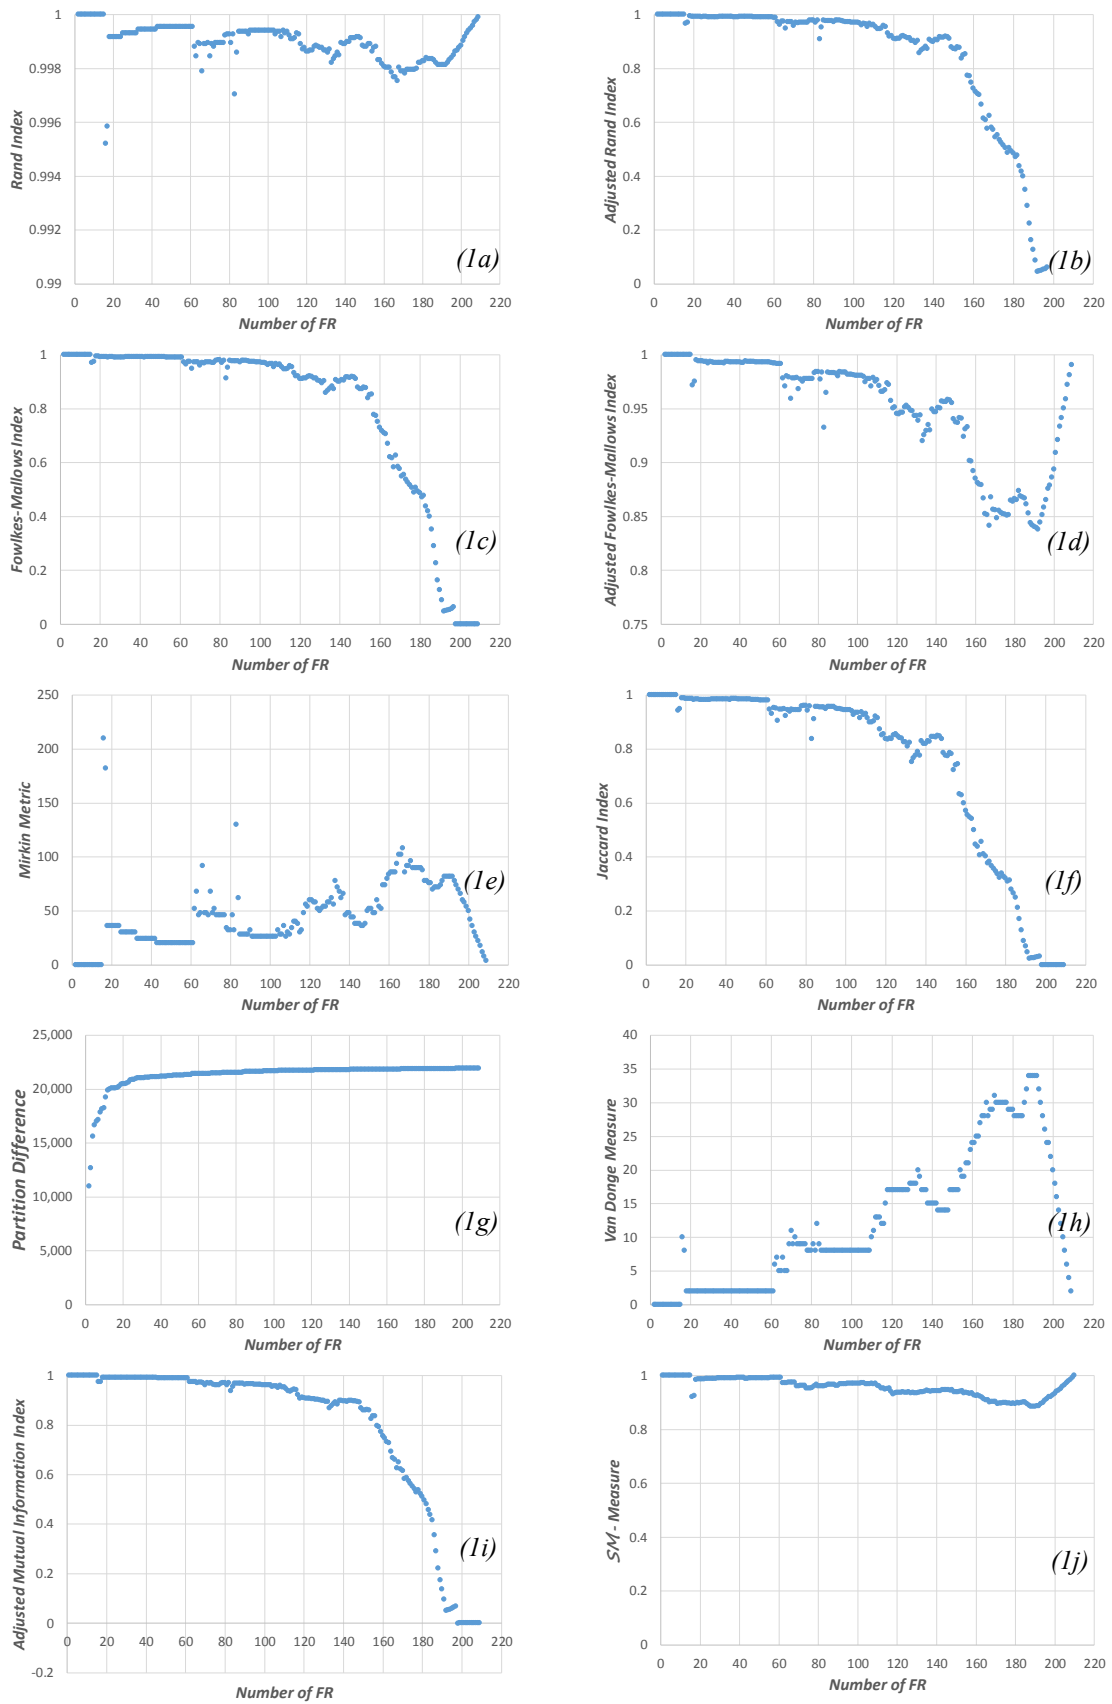 1
0.998
0.996
0.994
0.992
0.99
Rand Index
0 20 40 60 80 100 120 140 160 180 200 220
Number of FR
(1a)
1
0.8
0.6
0.4
0.2
0
Adjusted Rand Index
0 20 40 60 80 100 120 140 160 180 200 220
Number of FR
(1b)
1
0.8
0.6
0.4
0.2
0
Fowlkes-Mallows Index
0 20 40 60 80 100 120 140 160 180 200 220
Number of FR
(1c)
1
0.95
0.9
0.85
0.8
0.75
Adjusted Fowlkes-Mallows Index
0 20 40 60 80 100 120 140 160 180 200 220
Number of FR
(1d)
250
200
150
100
50
0
Mirkin Metric
0 20 40 60 80 100 120 140 160 180 200 220
Number of FR
(1e)
1
0.8
0.6
0.4
0.2
0
Jaccard Index
0 20 40 60 80 100 120 140 160 180 200 220
Number of FR
(1f)
25,000
20,000
15,000
10,000
5,000
0
Partition Difference
0 20 40 60 80 100 120 140 160 180 200 220
Number of FR
(1g)
40
35
30
25
20
15
10
5
0
Van Donge Measure
0 20 40 60 80 100 120 140 160 180 200 220
Number of FR
(1h)
1
0.8
0.6
0.4
0.2
0
-0.2
Adjusted Mutual Information Index
0 20 40 60 80 100 120 140 160 180 200 220
Number of FR
(1i)
1
0.8
0.6
0.4
0.2
0
SM - Measure
0 20 40 60 80 100 120 140 160 180 200 220
Number of FR
(1j)